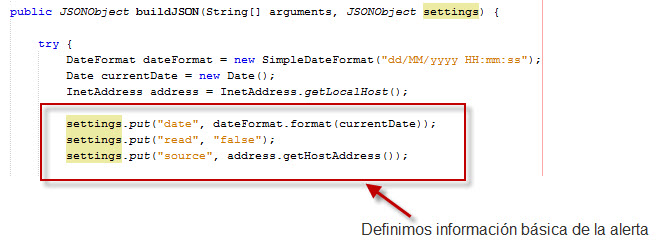 public JSONObject buildJSON(String[] arguments, JSONObject settings) {
try {
DateFormat dateFormat = new SimpleDateFormat("dd/MM/yyyy HH:mm:ss");
Date currentDate = new Date();
InetAddress address = InetAddress.getLocalHost();
settings.put("date", dateFormat.format(currentDate));
settings.put("read", "false");
settings.put("source", address.getHostAddress());
Definimos información básica de la alerta